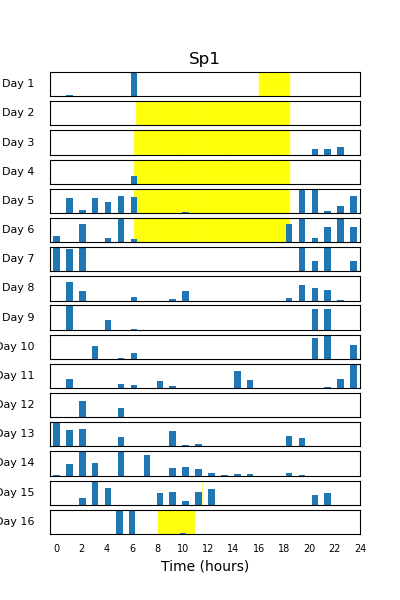 Sp1
Day 1
Day 2
Day 3
Day 4
Day 5
Day 6
Day 7
Day 8
Day 9
Day 10
Day 11
Day 12
Day 13
Day 14
Day 15
Day 16
0 2 4 6 8 10 12 14 16 18 20 22 24
Time (hours)